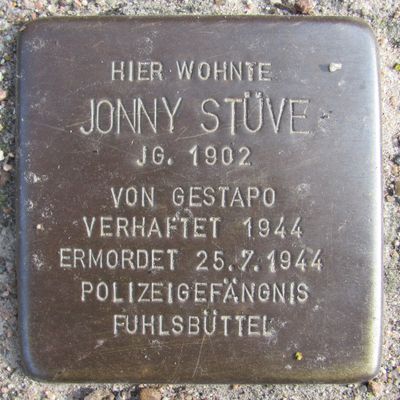 HIER WOHNTE
JONNY STÜVE
JG. 1902
VON GESTAPO
VERHAFTET 1944
ERMORDET 25.7.1944
POLIZEIGEFÄNGNIS
FUHLSBÜTTEL